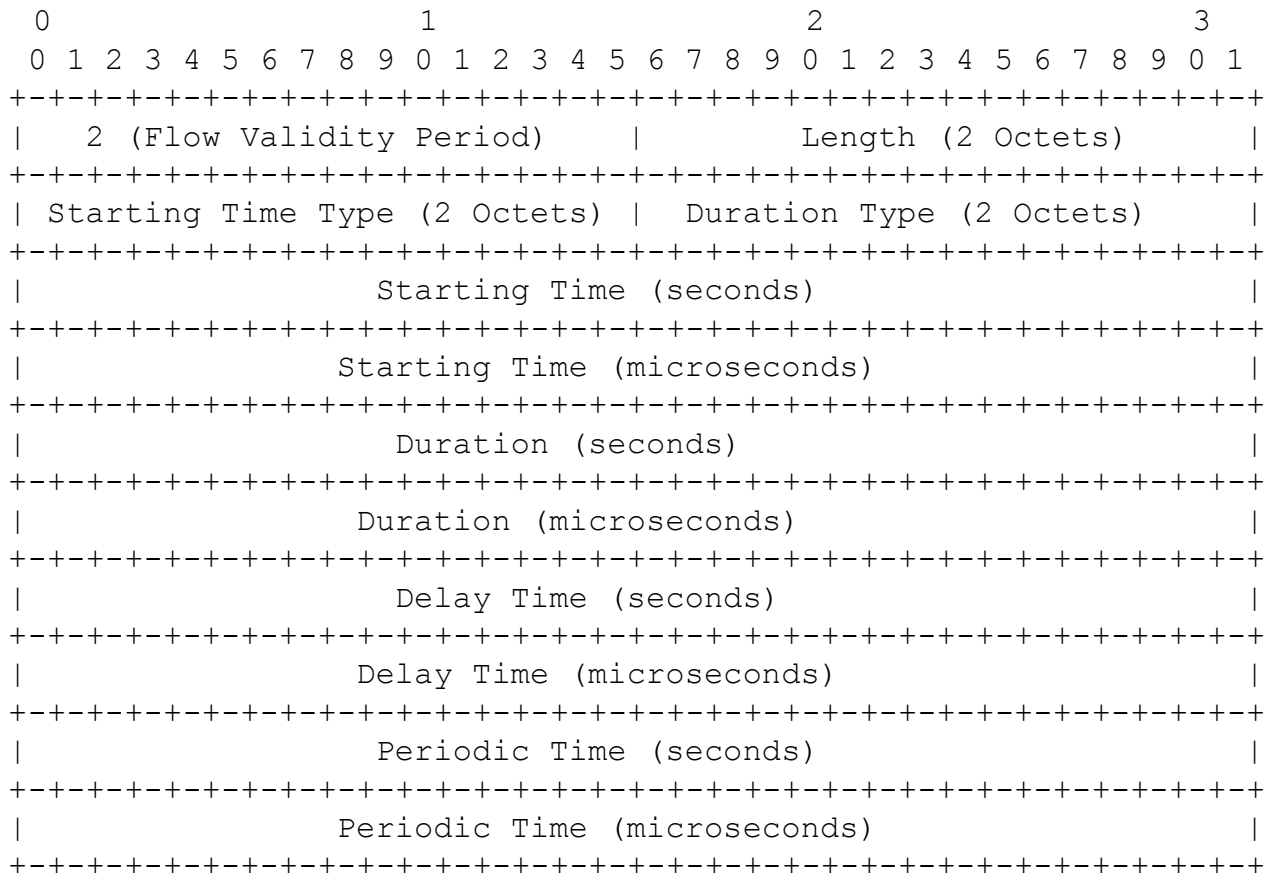 0                   1                   2                   3
 0 1 2 3 4 5 6 7 8 9 0 1 2 3 4 5 6 7 8 9 0 1 2 3 4 5 6 7 8 9 0 1
+-+-+-+-+-+-+-+-+-+-+-+-+-+-+-+-+-+-+-+-+-+-+-+-+-+-+-+-+-+-+-+-+
|   2 (Flow Validity Period)    |        Length (2 Octets)      |
+-+-+-+-+-+-+-+-+-+-+-+-+-+-+-+-+-+-+-+-+-+-+-+-+-+-+-+-+-+-+-+-+
| Starting Time Type (2 Octets) |  Duration Type (2 Octets)     |
+-+-+-+-+-+-+-+-+-+-+-+-+-+-+-+-+-+-+-+-+-+-+-+-+-+-+-+-+-+-+-+-+
|                  Starting Time (seconds)                      |
+-+-+-+-+-+-+-+-+-+-+-+-+-+-+-+-+-+-+-+-+-+-+-+-+-+-+-+-+-+-+-+-+
|                Starting Time (microseconds)                   |
+-+-+-+-+-+-+-+-+-+-+-+-+-+-+-+-+-+-+-+-+-+-+-+-+-+-+-+-+-+-+-+-+
|                   Duration (seconds)                          |
+-+-+-+-+-+-+-+-+-+-+-+-+-+-+-+-+-+-+-+-+-+-+-+-+-+-+-+-+-+-+-+-+
|                 Duration (microseconds)                       |
+-+-+-+-+-+-+-+-+-+-+-+-+-+-+-+-+-+-+-+-+-+-+-+-+-+-+-+-+-+-+-+-+
|                   Delay Time (seconds)                        |
+-+-+-+-+-+-+-+-+-+-+-+-+-+-+-+-+-+-+-+-+-+-+-+-+-+-+-+-+-+-+-+-+
|                 Delay Time (microseconds)                     |
+-+-+-+-+-+-+-+-+-+-+-+-+-+-+-+-+-+-+-+-+-+-+-+-+-+-+-+-+-+-+-+-+
|                  Periodic Time (seconds)                      |
+-+-+-+-+-+-+-+-+-+-+-+-+-+-+-+-+-+-+-+-+-+-+-+-+-+-+-+-+-+-+-+-+
|                Periodic Time (microseconds)                   |
+-+-+-+-+-+-+-+-+-+-+-+-+-+-+-+-+-+-+-+-+-+-+-+-+-+-+-+-+-+-+-+-+